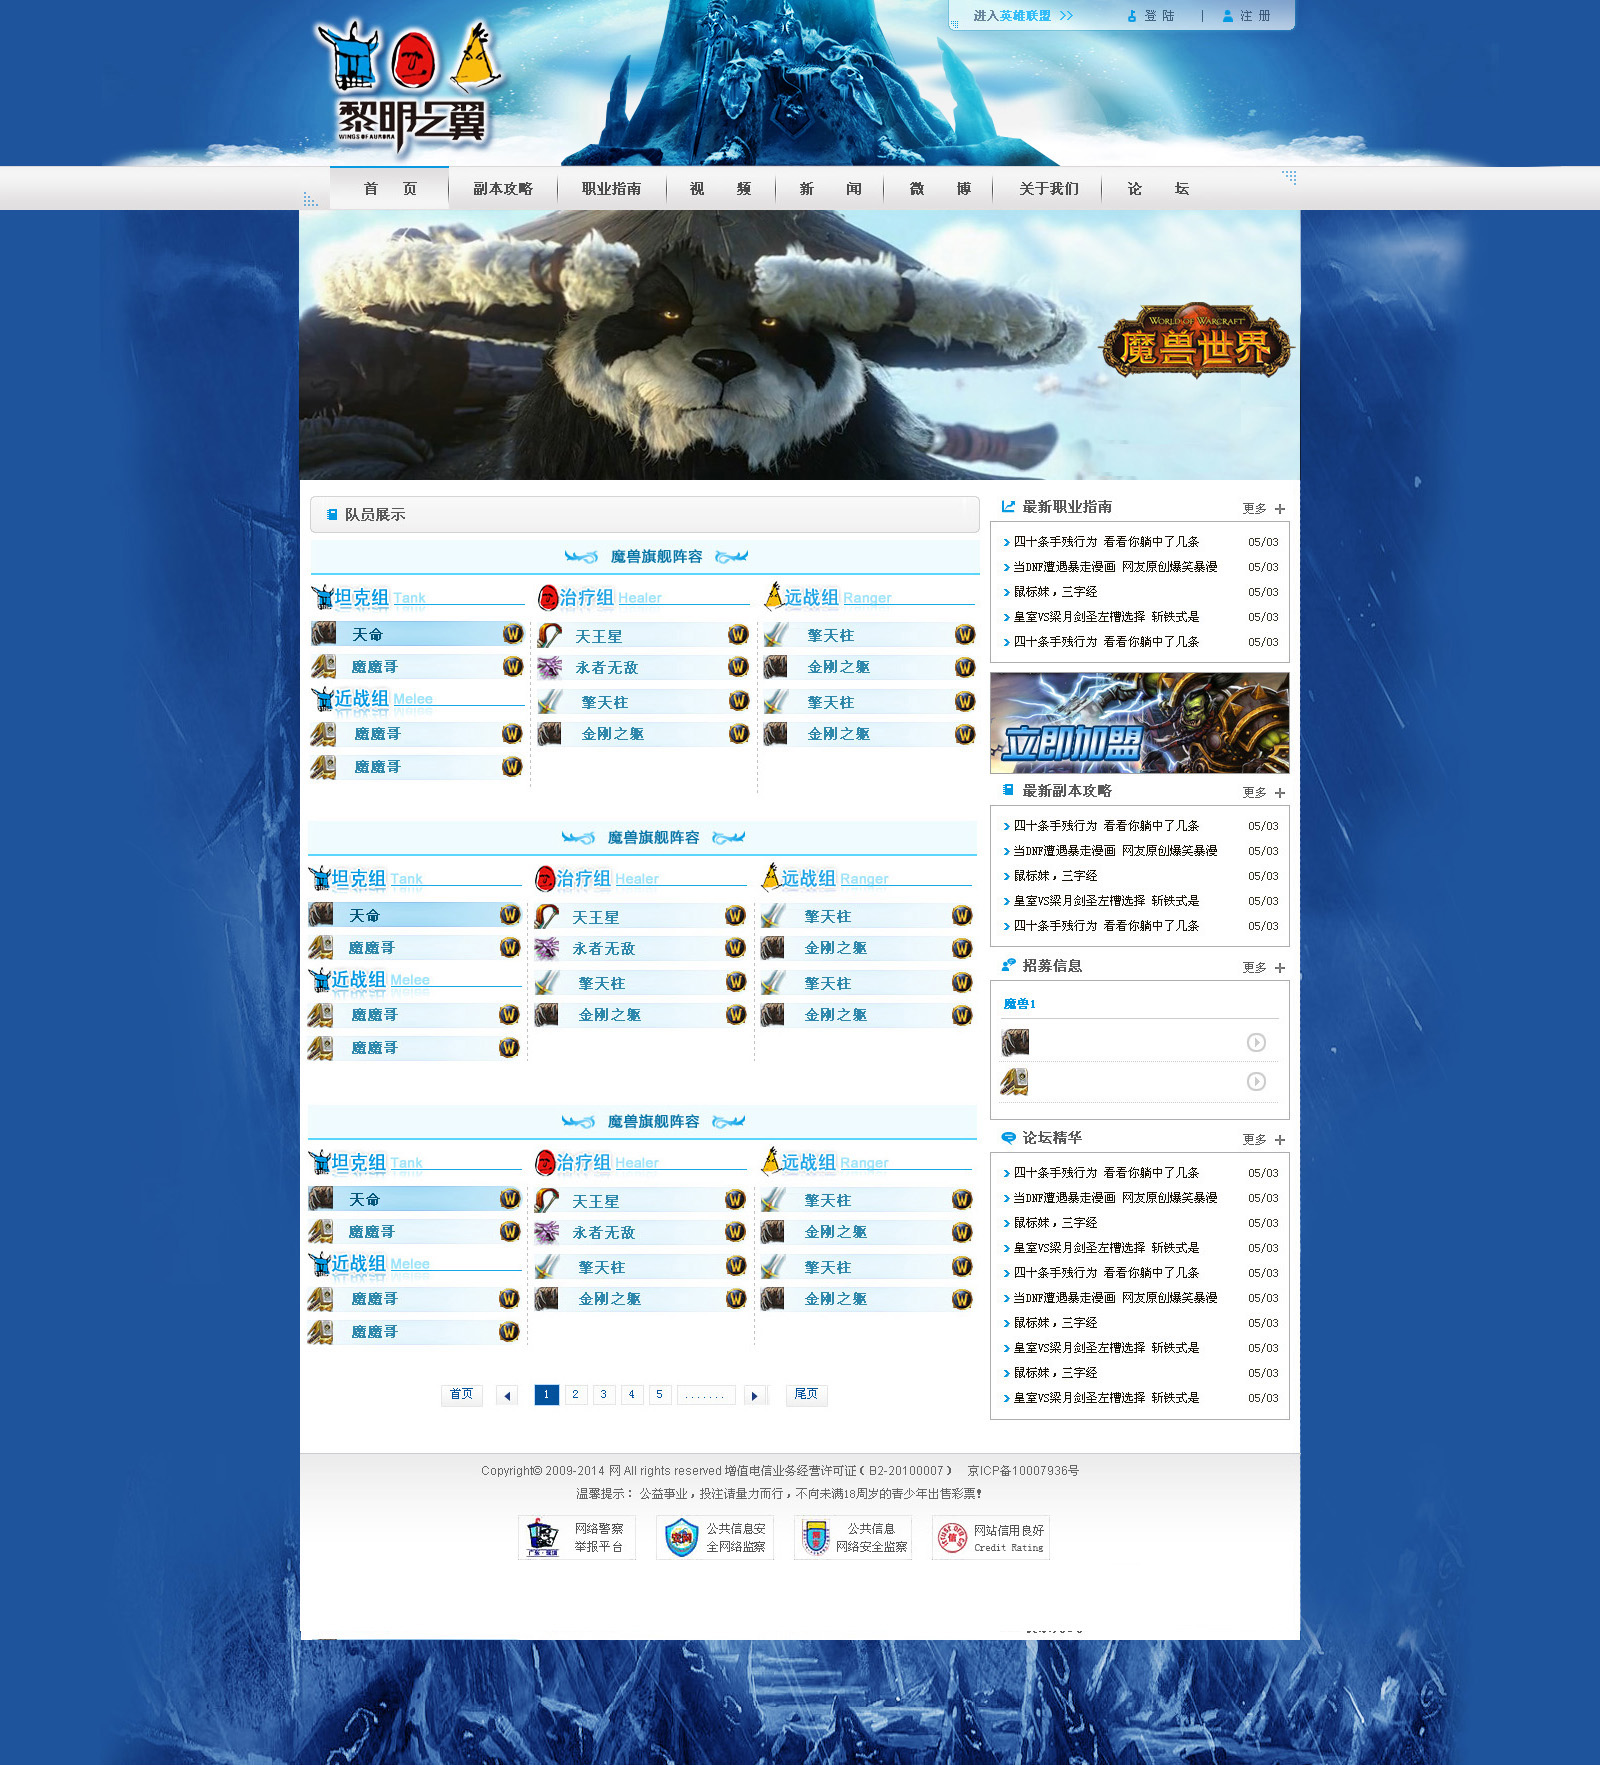 进入英雄联盟 >>
登 陆 | 注 册
黎明之翼
WINGS OF AURORA
首 页
副本攻略
职业指南
视 频
新 闻
微 博
关于我们
论 坛
WORLD OF WARCRAFT
魔兽世界
队员展示
魔兽旗舰阵容
坦克组 Tank
天命
魔魔哥
近战组 Melee
魔魔哥
魔魔哥
治疗组 Healer
天王星
永者无敌
擎天柱
金刚之躯
远战组 Ranger
擎天柱
金刚之躯
擎天柱
金刚之躯
魔兽旗舰阵容
坦克组 Tank
天命
魔魔哥
近战组 Melee
魔魔哥
魔魔哥
治疗组 Healer
天王星
永者无敌
擎天柱
金刚之躯
远战组 Ranger
擎天柱
金刚之躯
擎天柱
金刚之躯
魔兽旗舰阵容
坦克组 Tank
天命
魔魔哥
近战组 Melee
魔魔哥
魔魔哥
治疗组 Healer
天王星
永者无敌
擎天柱
金刚之躯
远战组 Ranger
擎天柱
金刚之躯
擎天柱
金刚之躯
首页 1 2 3 4 5 ....... 尾页
最新职业指南 更多 +
四十条手残行为 看看你躺中了几条 05/03
当DNF遭遇暴走漫画 网友原创爆笑暴漫 05/03
鼠标妹，三字经 05/03
皇室VS梁月剑圣左槽选择 斩铁式是 05/03
四十条手残行为 看看你躺中了几条 05/03
立即加盟
最新副本攻略 更多 +
四十条手残行为 看看你躺中了几条 05/03
当DNF遭遇暴走漫画 网友原创爆笑暴漫 05/03
鼠标妹，三字经 05/03
皇室VS梁月剑圣左槽选择 斩铁式是 05/03
四十条手残行为 看看你躺中了几条 05/03
招募信息 更多 +
魔兽1
论坛精华 更多 +
四十条手残行为 看看你躺中了几条 05/03
当DNF遭遇暴走漫画 网友原创爆笑暴漫 05/03
鼠标妹，三字经 05/03
皇室VS梁月剑圣左槽选择 斩铁式是 05/03
四十条手残行为 看看你躺中了几条 05/03
当DNF遭遇暴走漫画 网友原创爆笑暴漫 05/03
鼠标妹，三字经 05/03
皇室VS梁月剑圣左槽选择 斩铁式是 05/03
鼠标妹，三字经 05/03
皇室VS梁月剑圣左槽选择 斩铁式是 05/03
Copyright© 2009-2014 网 All rights reserved 增值电信业务经营许可证（B2-20100007） 京ICP备10007936号
温馨提示： 公益事业，投注请量力而行，不向未满18周岁的青少年出售彩票！
网络警察
举报平台
公共信息安
全网络监察
公共信息
网络安全监察
网站信用良好
Credit Rating